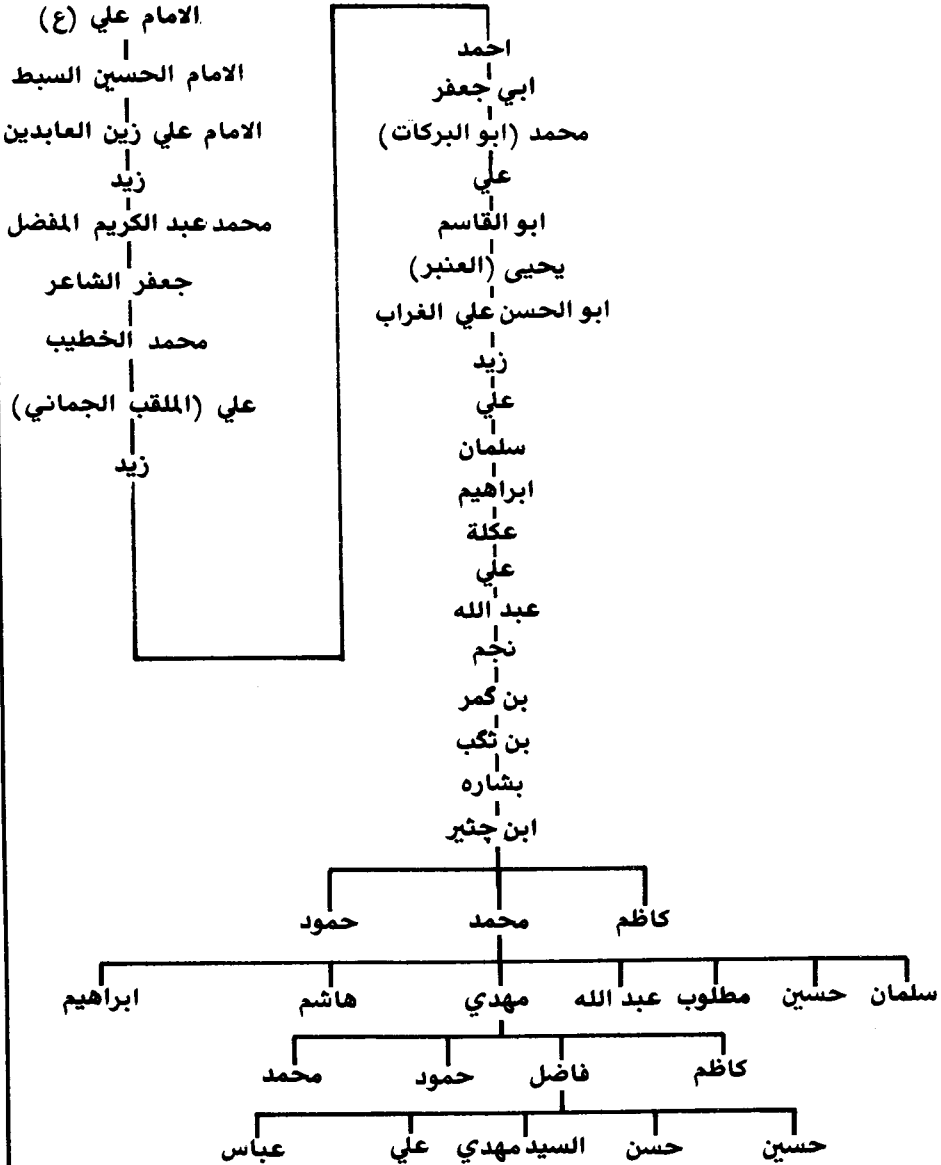 الامام علي (ع)
الامام الحسين السبط
الامام علي زين العابدين
زيد
محمد عبد الكريم المفضل
جعفر الشاعر
محمد الخطيب
علي (الملقب الجماني)
زيد
احمد
ابي جعفر
محمد (ابو البركات)
علي
ابو القاسم
يحيى (العنبر)
ابو الحسن علي الغراب
زيد
علي
سلمان
ابراهيم
عكلة
علي
عبد الله
نجم
بن گمر
بن ثگب
بشاره
ابن چثير
كاظم محمد حمود
سلمان حسين مطلوب عبد الله مهدي هاشم ابراهيم
كاظم فاضل حمود محمد
حسين حسن السيد مهدي علي عباس